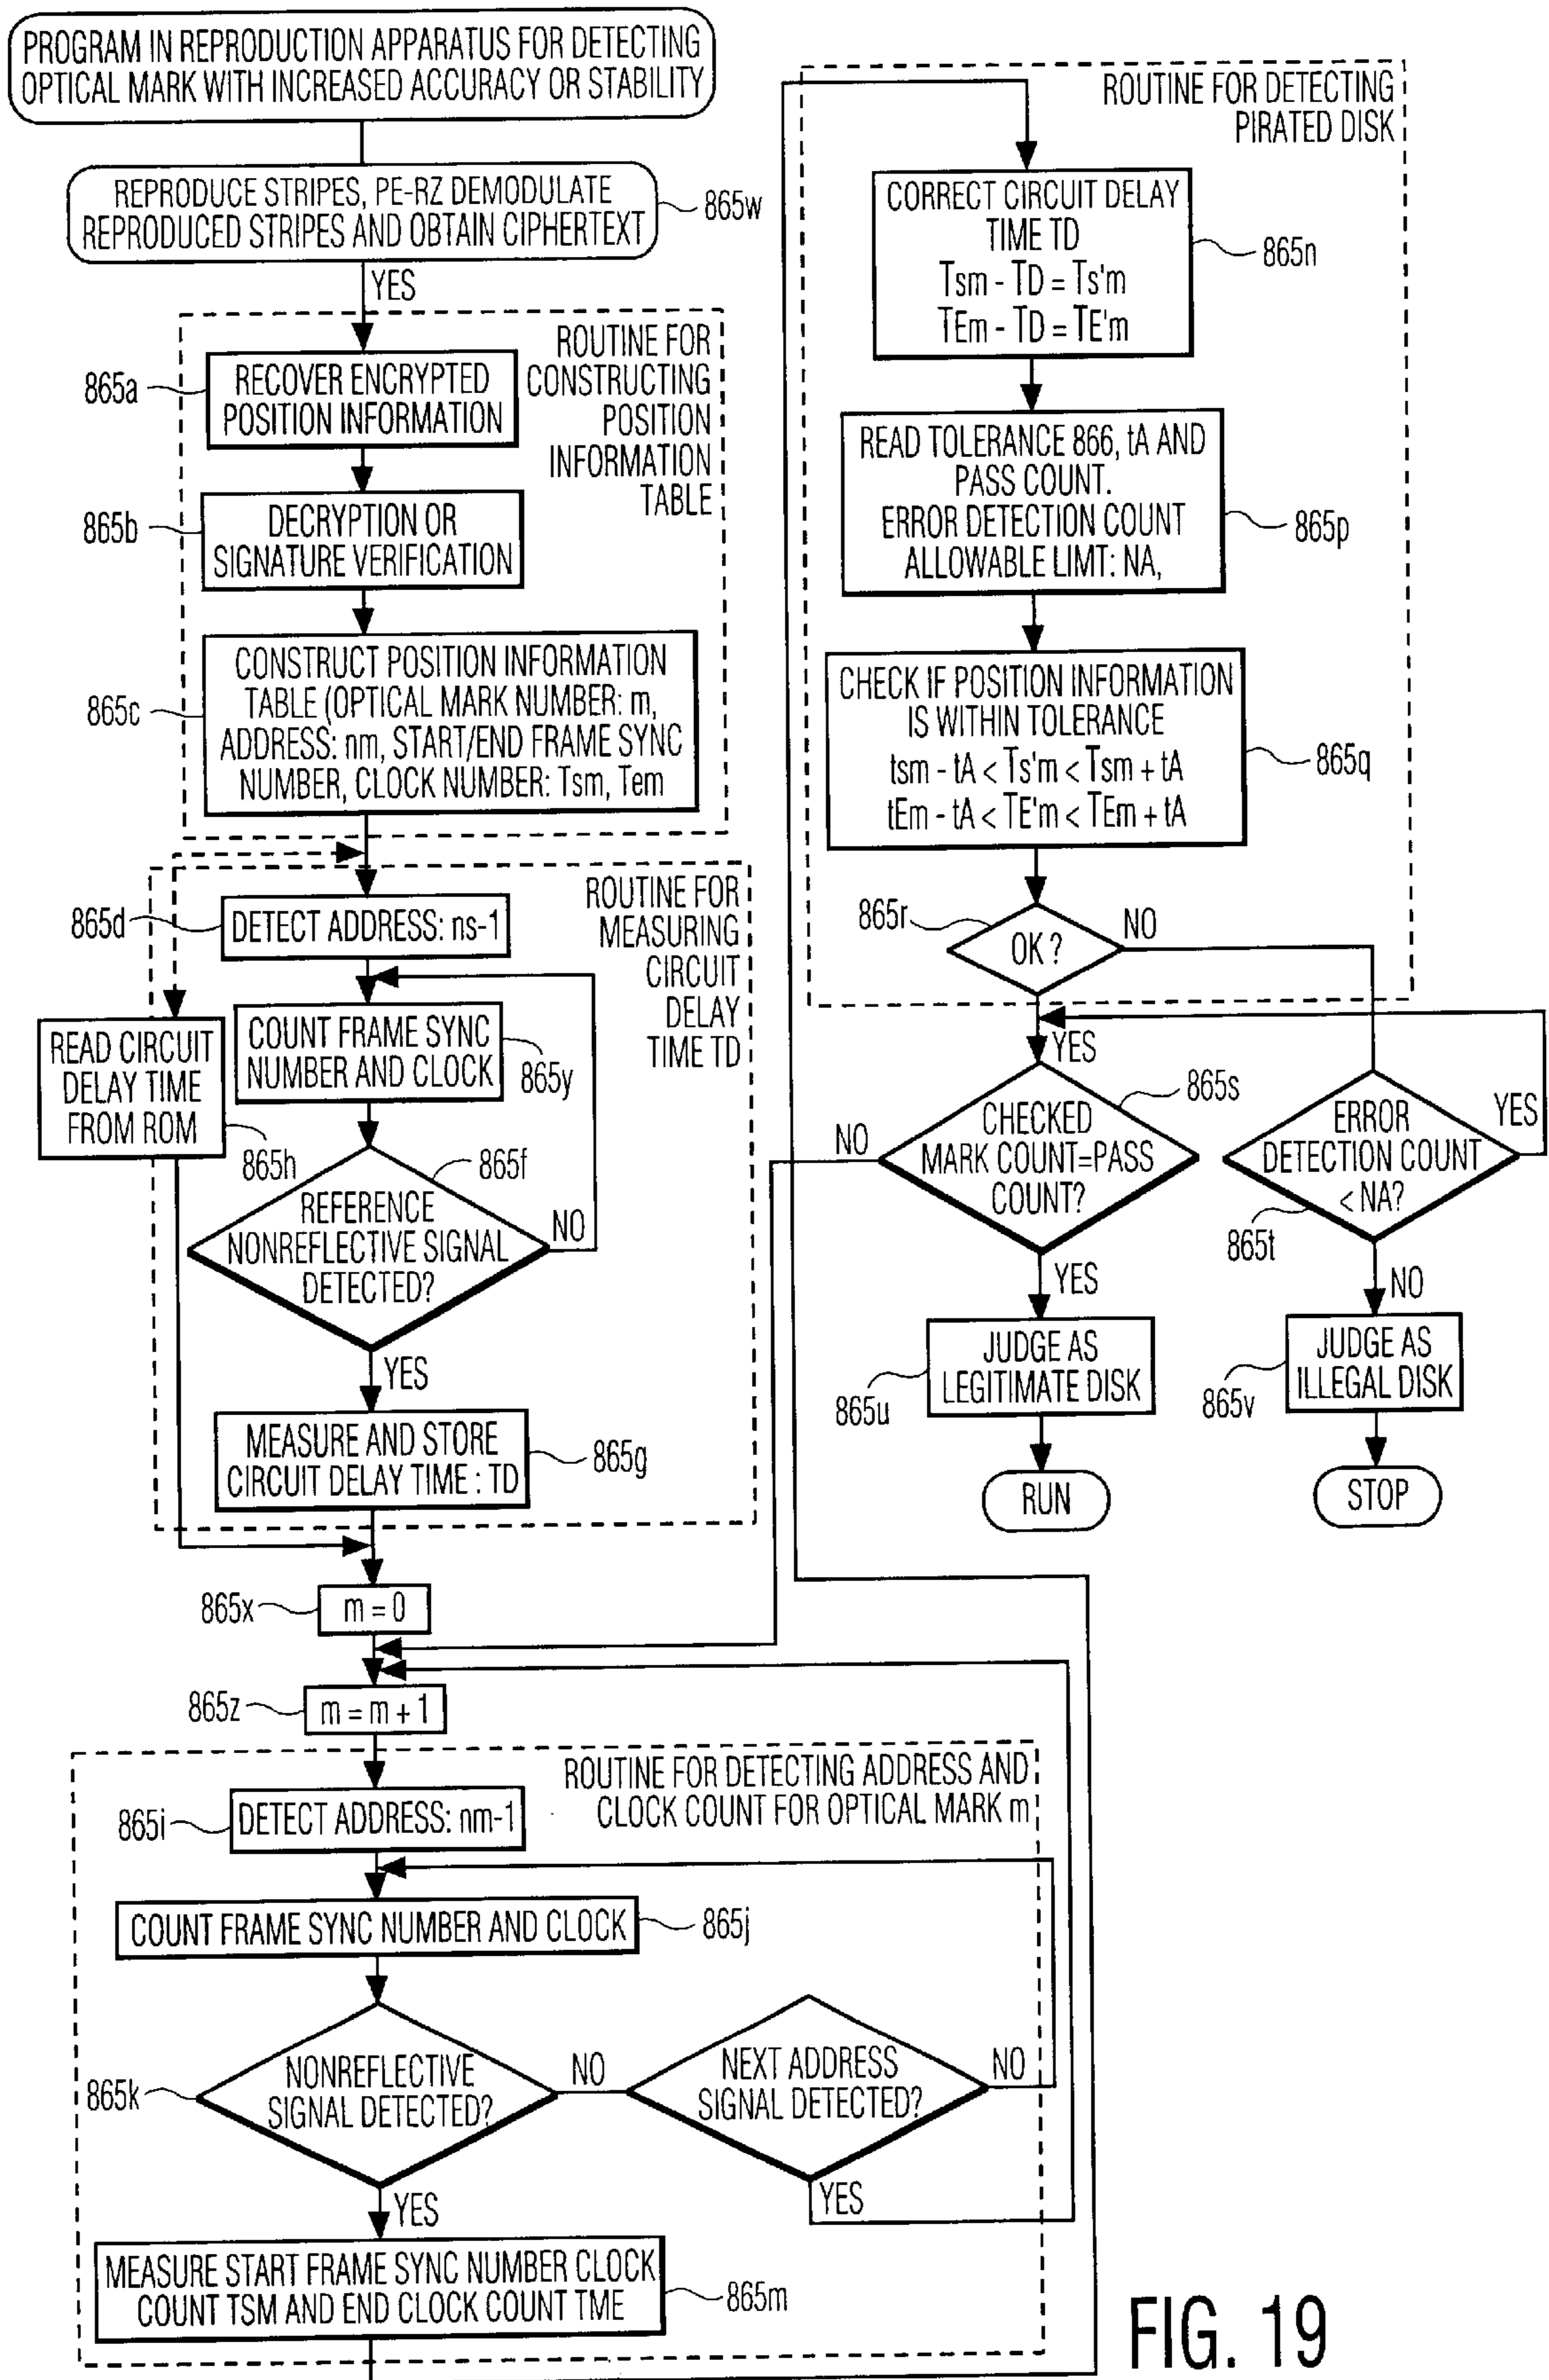 PROGRAM IN REPRODUCTION APPARATUS FOR DETECTING
OPTICAL MARK WITH INCREASED ACCURACY OR STABILITY
REPRODUCE STRIPES, PE-RZ DEMODULATE
REPRODUCED STRIPES AND OBTAIN CIPHERTEXT
865w
YES
ROUTINE FOR
CONSTRUCTING
POSITION
INFORMATION
TABLE
865a
RECOVER ENCRYPTED
POSITION INFORMATION
865b
DECRYPTION OR
SIGNATURE VERIFICATION
865c
CONSTRUCT POSITION INFORMATION
TABLE (OPTICAL MARK NUMBER: m,
ADDRESS: nm, START/END FRAME SYNC
NUMBER, CLOCK NUMBER: Tsm, Tem
ROUTINE FOR
MEASURING
CIRCUIT
DELAY
TIME TD
865d
DETECT ADDRESS: ns-1
COUNT FRAME SYNC
NUMBER AND CLOCK
865y
READ CIRCUIT
DELAY TIME
FROM ROM
865h
865f
REFERENCE
NONREFLECTIVE SIGNAL
DETECTED?
NO
YES
MEASURE AND STORE
CIRCUIT DELAY TIME : TD
865g
865x
m = 0
865z
m = m + 1
ROUTINE FOR DETECTING ADDRESS AND
CLOCK COUNT FOR OPTICAL MARK m
865i
DETECT ADDRESS: nm-1
COUNT FRAME SYNC NUMBER AND CLOCK
865j
865k
NONREFLECTIVE
SIGNAL DETECTED?
NO
NEXT ADDRESS
SIGNAL DETECTED?
NO
YES
YES
MEASURE START FRAME SYNC NUMBER CLOCK
COUNT TSM AND END CLOCK COUNT TME
865m
ROUTINE FOR DETECTING
PIRATED DISK
CORRECT CIRCUIT DELAY
TIME TD
Tsm - TD = Ts'm
TEm - TD = TE'm
865n
READ TOLERANCE 866, tA AND
PASS COUNT.
ERROR DETECTION COUNT
ALLOWABLE LIMT: NA,
865p
CHECK IF POSITION INFORMATION
IS WITHIN TOLERANCE
tsm - tA < Ts'm < Tsm + tA
tEm - tA < TE'm < TEm + tA
865q
865r
OK ?
NO
YES
865s
CHECKED
MARK COUNT=PASS
COUNT?
NO
YES
ERROR
DETECTION COUNT
< NA?
YES
865t
NO
JUDGE AS
LEGITIMATE DISK
865u
JUDGE AS
ILLEGAL DISK
865v
RUN
STOP
FIG. 19